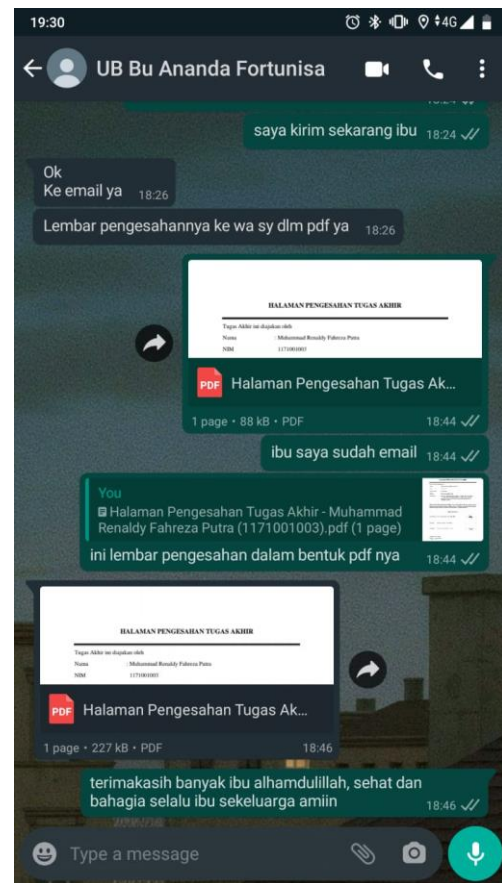 19:30
4G
UB Bu Ananda Fortunisa
saya kirim sekarang ibu 18:24
Ok
Ke email ya 18:26
Lembar pengesahannya ke wa sy dlm pdf ya 18:26
HALAMAN PENGESAHAN TUGAS AKHIR
Tugas Akhir ini diajukan oleh
Nama : Muhammad Renaldy Fahreza Putra
NIM 1171001003
PDF Halaman Pengesahan Tugas Ak...
1 page • 88 kB • PDF 18:44
ibu saya sudah email 18:44
You
Halaman Pengesahan Tugas Akhir - Muhammad
Renaldy Fahreza Putra (1171001003).pdf (1 page)
ini lembar pengesahan dalam bentuk pdf nya 18:44
HALAMAN PENGESAHAN TUGAS AKHIR
Tugas Akhir ini diajukan oleh
Nama : Muhammad Renaldy Fahreza Putra
NIM 1171001003
PDF Halaman Pengesahan Tugas Ak...
1 page • 227 kB • PDF 18:46
terimakasih banyak ibu alhamdulillah, sehat dan
bahagia selalu ibu sekeluarga amiin 18:46
Type a message